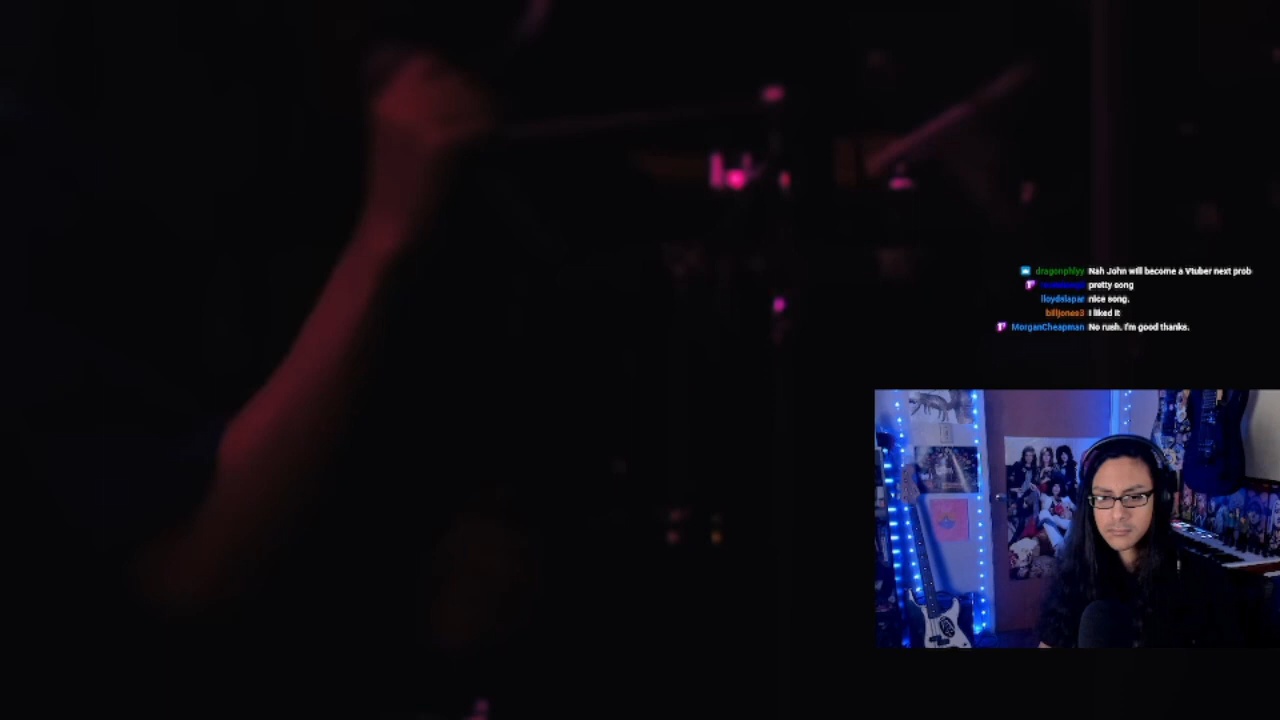 dragonphlyy Nah John will become a Vtuber next prob
pretty song
lloydslapar nice song.
billjones3 I liked it
MorganCheapman No rush. I'm good thanks.